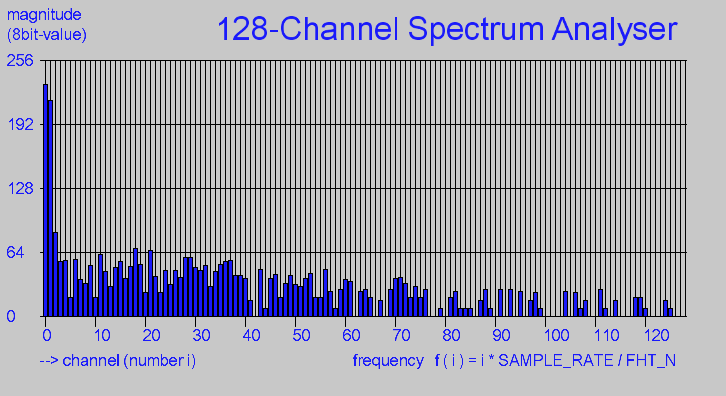 magnitude
(8bit-value)
128-Channel Spectrum Analyser
256
192
128
64
0
0 10 20 30 40 50 60 70 80 90 100 110 120
--> channel (number i)
frequency f ( i ) = i * SAMPLE_RATE / FHT_N